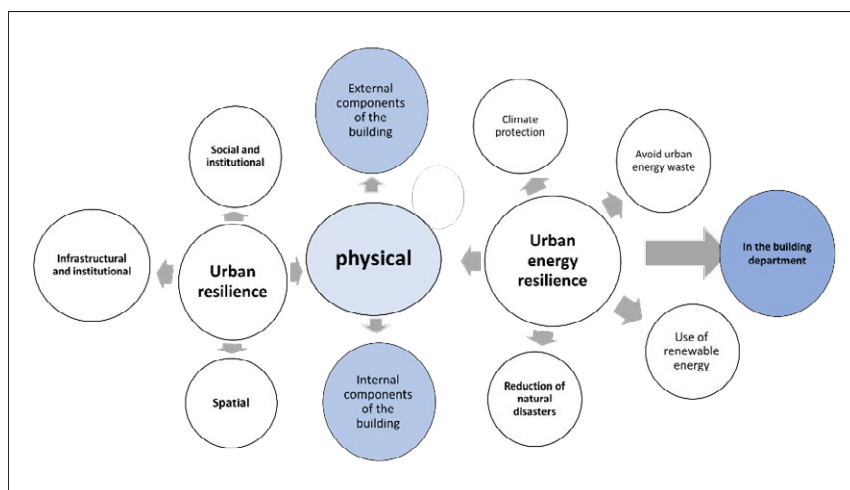 External
components
of the
building
Climate
protection
Social and
institutional
Avoid urban
energy waste
Infrastructural
and institutional
Urban
resilience
physical
Urban
energy
resilience
In the building
department
Use of
renewable
energy
Spatial
Internal
components
of the
building
Reduction of
natural
disasters